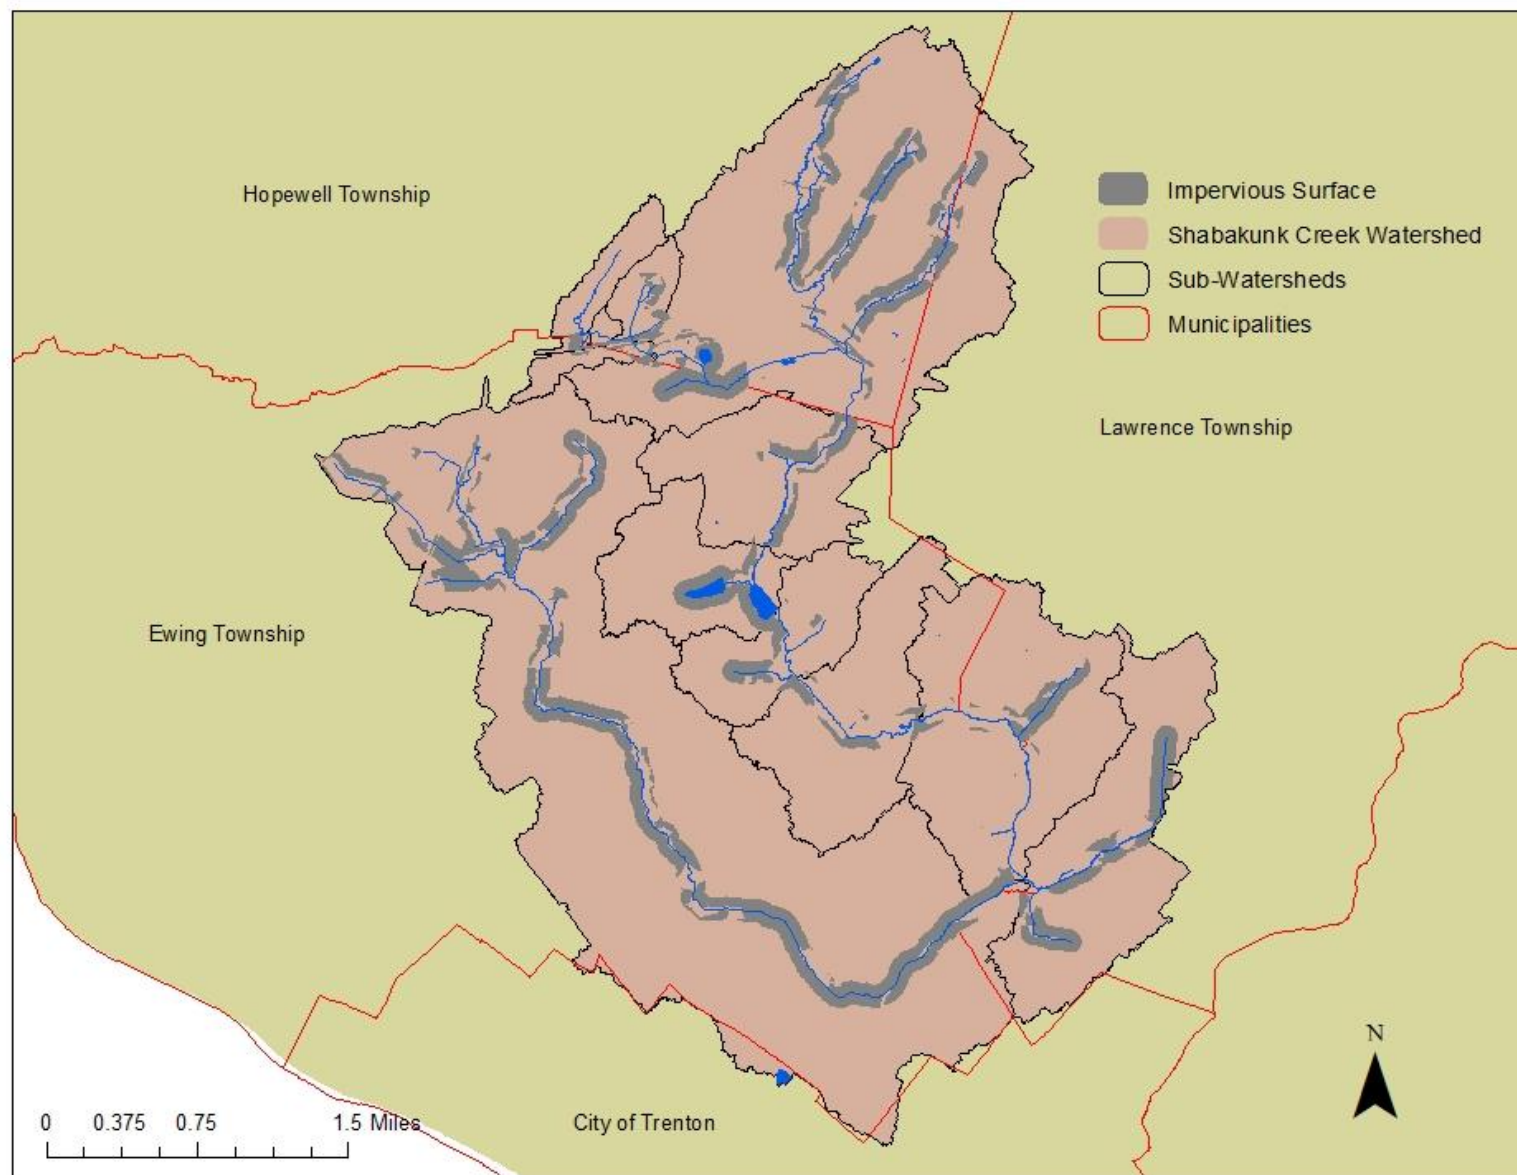 Hopewell Township
Impervious Surface
Shabakunk Creek Watershed
Sub-Watersheds
Municipalities
Lawrence Township
Ewing Township
N
0 0.375 0.75 1.5 Miles
City of Trenton